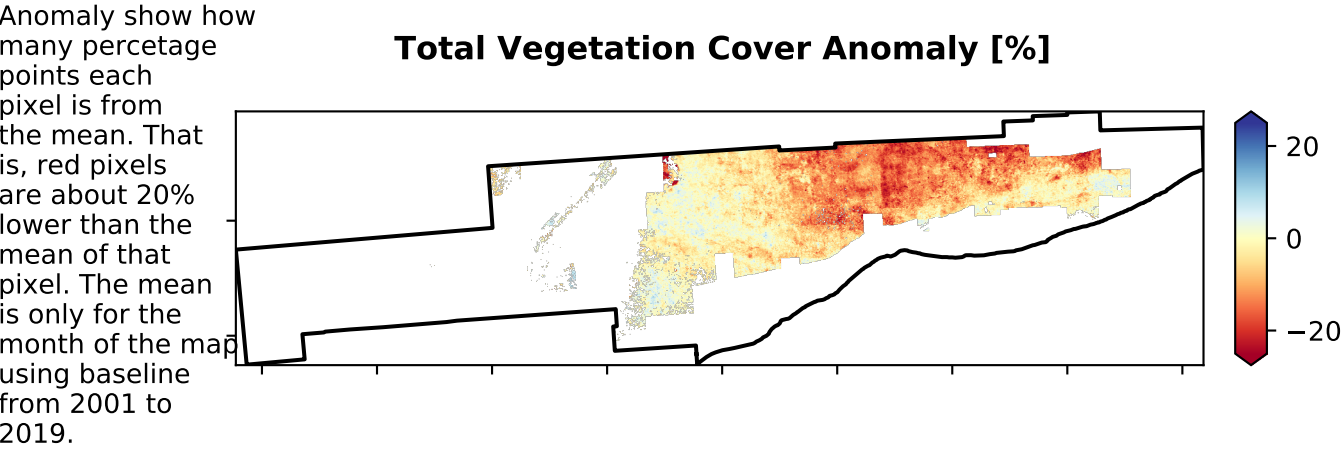 Anomaly show how
many percetage
points each
pixel is from
the mean. That
is, red pixels
are about 20%
lower than the
mean of that
pixel. The mean
is only for the
month of the map
using baseline
from 2001 to
2019.
Total Vegetation Cover Anomaly [%]
20
0
−20